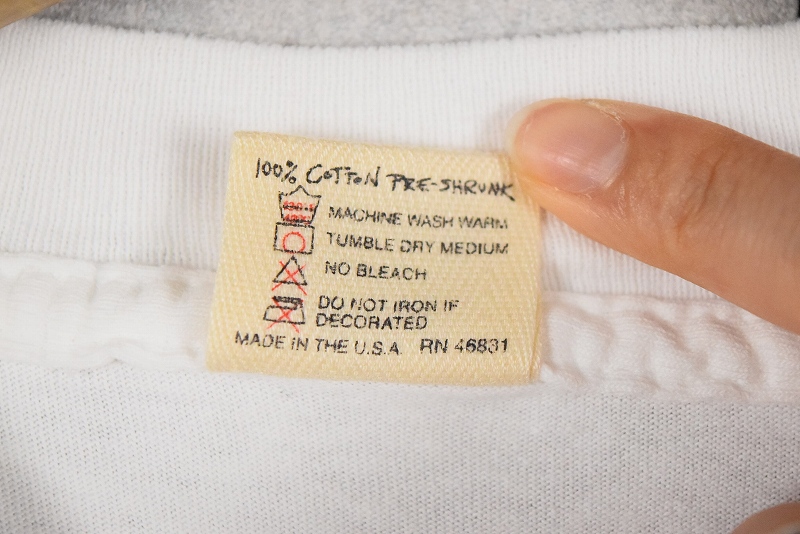 100% COTTON PRE-SHRUNK
MACHINE WASH WARM
TUMBLE DRY MEDIUM
NO BLEACH
DO NOT IRON IF
DECORATED
MADE IN THE U.S.A. RN 46831